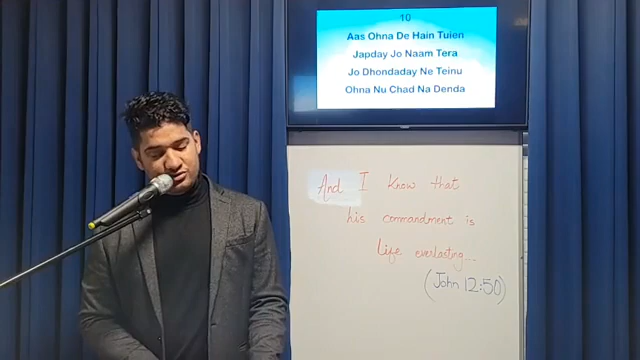 10
Aas Ohna De Hain Tuien
Japday Jo Naam Tera
Jo Dhondaday Ne Teinu
Ohna Nu Chad Na Denda
And I know that
his commandment is
life everlasting...
(John 12:50)